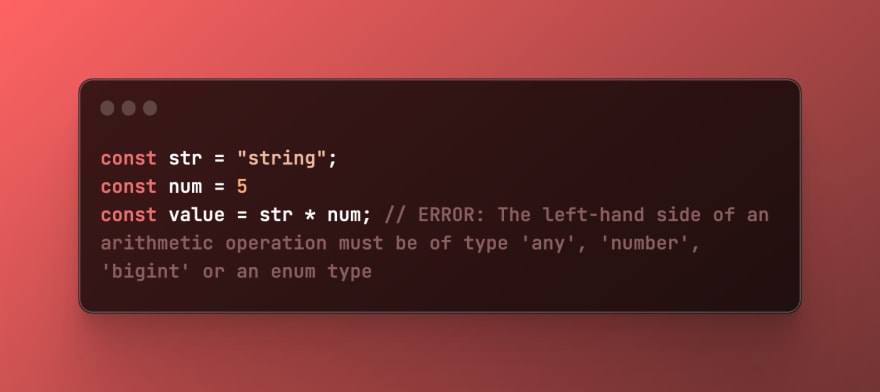 const str = "string";
const num = 5
const value = str * num; // ERROR: The left-hand side of an
arithmetic operation must be of type 'any', 'number',
'bigint' or an enum type